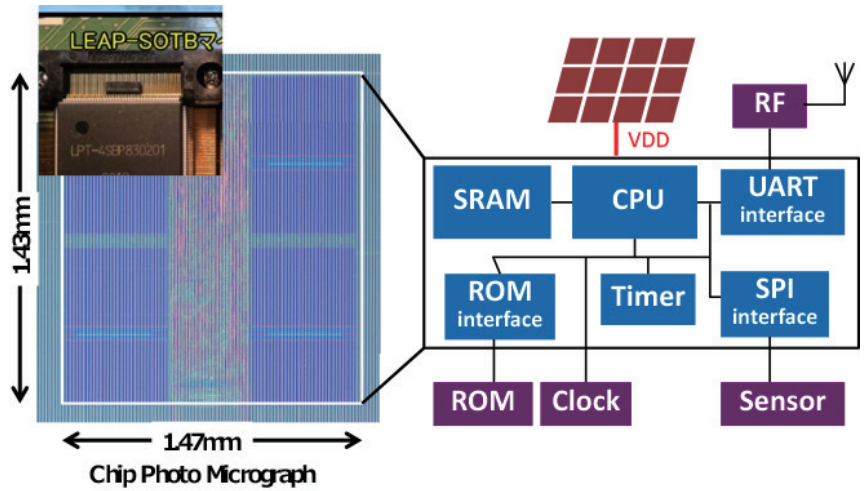 LEAP-SOTBマイ
LPT-4SBP830201
1.43mm
1.47mm
Chip Photo Micrograph
VDD
RF
SRAM
CPU
UART
interface
ROM
interface
Timer
SPI
interface
ROM
Clock
Sensor